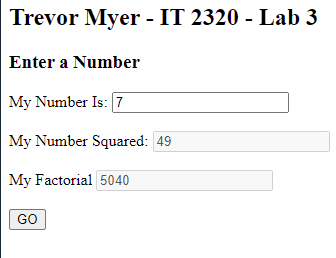 Trevor Myer - IT 2320 - Lab 3
Enter a Number
My Number Is: 7
My Number Squared: 49
My Factorial 5040
GO